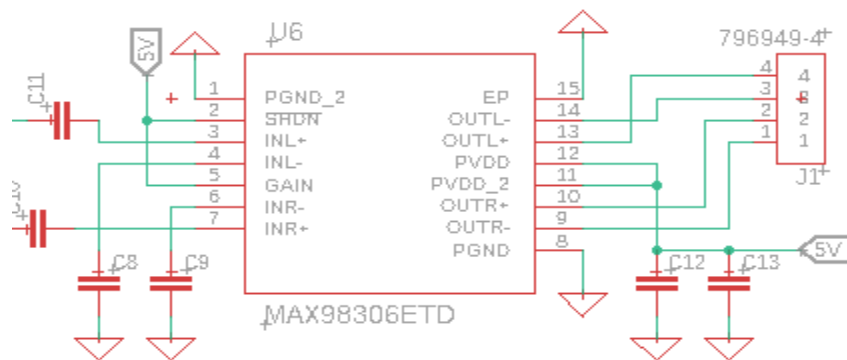 U6
5V
796949-4
C11
1 PGND_2 EP 15
2 SHDN OUTL- 14
3 INL+ OUTL+ 13
4 INL- PVDD 12
5 GAIN PVDD_2 11
6 INR- OUTR+ 10
7 INR+ OUTR- 9
PGND 8
4 4
3 3
2 2
1 1
J1
C8 C9
C12 C13
5V
MAX98306ETD